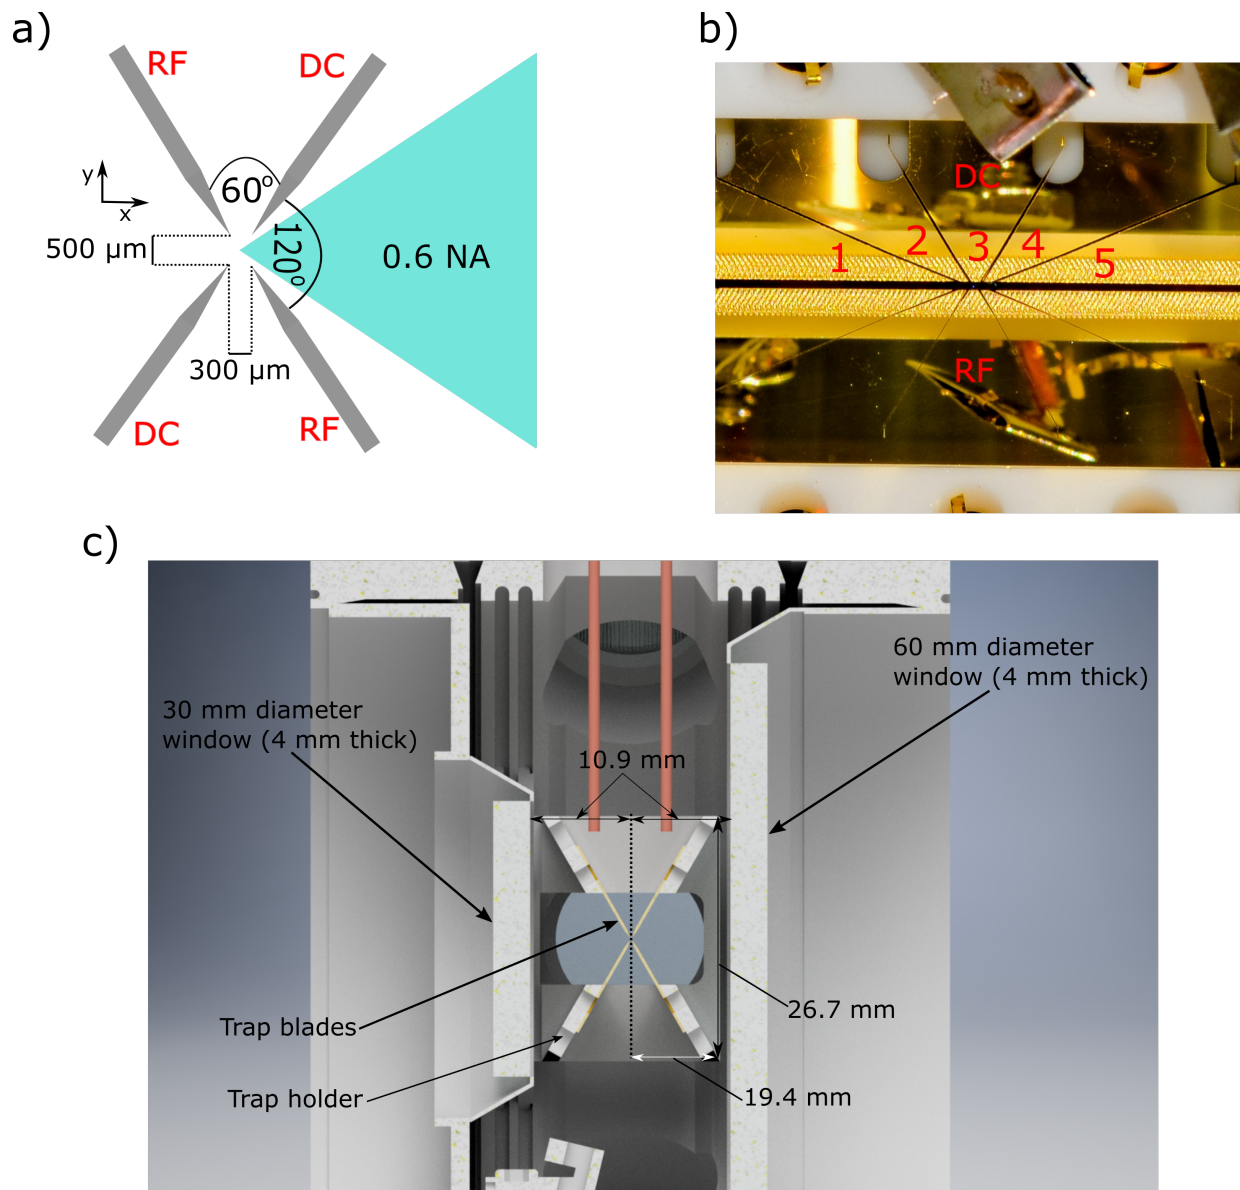 a)
RF
DC
60°
y
x
500 µm
120°
0.6 NA
300 µm
DC
RF
b)
DC
1
2
3
4
5
RF
c)
60 mm diameter
window (4 mm thick)
30 mm diameter
window (4 mm thick)
10.9 mm
26.7 mm
Trap blades
Trap holder
19.4 mm